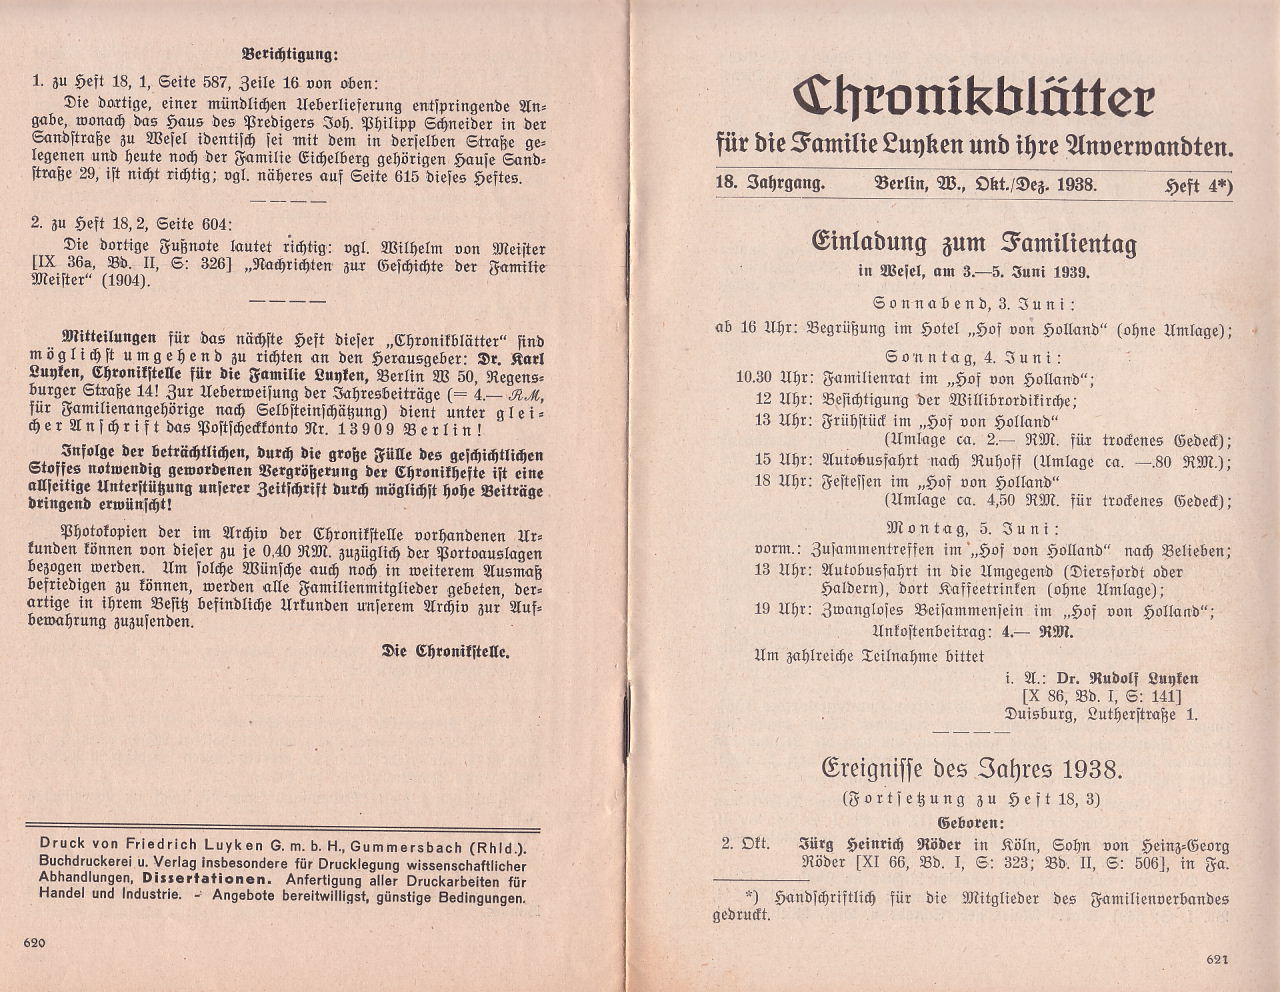 Berichtigung:
1. zu Heft 18, 1, Seite 587, Zeile 16 von oben:
Die dortige, einer mündlichen Ueberlieferung entspringende An-
gabe, wonach das Haus des Predigers Joh. Philipp Schneider in der
Sandstraße zu Wesel identisch sei mit dem in derselben Straße ge-
legenen und heute noch der Familie Eichelberg gehörigen Hause Sand-
straße 29, ist nicht richtig; vgl. näheres auf Seite 615 dieses Heftes.
— — — —
2. zu Heft 18, 2, Seite 604:
Die dortige Fußnote lautet richtig: vgl. Wilhelm von Meister
[IX 36a, Bd. II, S: 326] „Nachrichten zur Geschichte der Familie
Meister“ (1904).
— — — —
Mitteilungen für das nächste Heft dieser „Chronikblätter“ sind
möglichst umgehend zu richten an den Herausgeber: Dr. Karl
Luyken, Chronikstelle für die Familie Luyken, Berlin W 50, Regens-
burger Straße 14! Zur Ueberweisung der Jahresbeiträge (= 4.— RM,
für Familienangehörige nach Selbsteinschätzung) dient unter glei-
cher Anschrift das Postscheckkonto Nr. 13909 Berlin!
Infolge der beträchtlichen, durch die große Fülle des geschichtlichen
Stoffes notwendig gewordenen Vergrößerung der Chronikhefte ist eine
allseitige Unterstützung unserer Zeitschrift durch möglichst hohe Beiträge
dringend erwünscht!
Photokopien der im Archiv der Chronikstelle vorhandenen Ur-
kunden können von dieser zu je 0,40 RM. zuzüglich der Portoauslagen
bezogen werden. Um solche Wünsche auch noch in weiterem Ausmaß
befriedigen zu können, werden alle Familienmitglieder gebeten, der-
artige in ihrem Besitz befindliche Urkunden unserem Archiv zur Auf-
bewahrung zuzusenden.
Die Chronikstelle.
Druck von Friedrich Luyken G. m. b. H., Gummersbach (Rhld.).
Buchdruckerei u. Verlag insbesondere für Drucklegung wissenschaftlicher
Abhandlungen, Dissertationen. Anfertigung aller Druckarbeiten für
Handel und Industrie. - Angebote bereitwilligst, günstige Bedingungen.
620
Chronikblätter
für die Familie Luyken und ihre Anverwandten.
18. Jahrgang. Berlin, W., Okt./Dez. 1938. Heft 4*)
Einladung zum Familientag
in Wesel, am 3.—5. Juni 1939.
Sonnabend, 3. Juni:
ab 16 Uhr: Begrüßung im Hotel „Hof von Holland“ (ohne Umlage);
Sonntag, 4. Juni:
10.30 Uhr: Familienrat im „Hof von Holland“;
12 Uhr: Besichtigung der Willibrordikirche;
13 Uhr: Frühstück im „Hof von Holland“
(Umlage ca. 2.— RM. für trockenes Gedeck);
15 Uhr: Autobusfahrt nach Ruhoff (Umlage ca. —.80 RM.);
18 Uhr: Festessen im „Hof von Holland“
(Umlage ca. 4,50 RM. für trockenes Gedeck);
Montag, 5. Juni:
vorm.: Zusammentreffen im „Hof von Holland“ nach Belieben;
13 Uhr: Autobusfahrt in die Umgegend (Diersfordt oder
Haldern), dort Kaffeetrinken (ohne Umlage);
19 Uhr: Zwangloses Beisammensein im „Hof von Holland“;
Unkostenbeitrag: 4.— RM.
Um zahlreiche Teilnahme bittet
i. A.: Dr. Rudolf Luyken
[X 86, Bd. I, S: 141]
Duisburg, Lutherstraße 1.
— — — —
Ereignisse des Jahres 1938.
(Fortsetzung zu Heft 18, 3)
Geboren:
2. Okt. Jürg Heinrich Röder in Köln, Sohn von Heinz-Georg
Röder [XI 66, Bd. I, S: 323; Bd. II, S: 506], in Fa.
*) Handschriftlich für die Mitglieder des Familienverbandes
gedruckt.
621